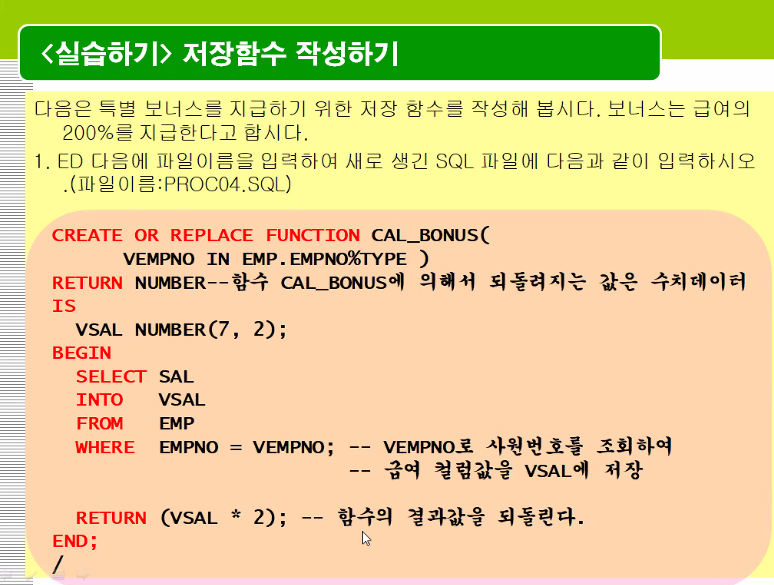 <실습하기> 저장함수 작성하기
다음은 특별 보너스를 지급하기 위한 저장 함수를 작성해 봅시다. 보너스는 급여의
200%를 지급한다고 합시다.
1. ED 다음에 파일이름을 입력하여 새로 생긴 SQL 파일에 다음과 같이 입력하시오
.(파일이름:PROC04.SQL)
CREATE OR REPLACE FUNCTION CAL_BONUS(
VEMPNO IN EMP.EMPNO%TYPE )
RETURN NUMBER--함수 CAL_BONUS에 의해서 되돌려지는 값은 수치데이터
IS
VSAL NUMBER(7, 2);
BEGIN
SELECT SAL
INTO VSAL
FROM EMP
WHERE EMPNO = VEMPNO; -- VEMPNO로 사원번호를 조회하여
-- 급여 컬럼값을 VSAL에 저장
RETURN (VSAL * 2); -- 함수의 결과값을 되돌린다.
END;
/